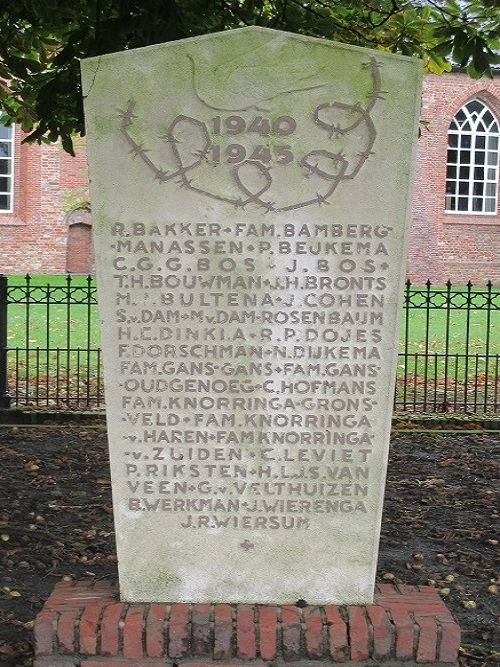 1940
1945
R.BAKKER+FAM.BAMBERG-
-MANASSEN+P.BEUKEMA
C.G.G.BOS + J.BOS+
TH.BOUWMAN+J.H.BRONTS
BULTENA+J.COHEN
S.v.DAM+M.v.DAM-ROSENBAUM
H.E.DINKLA+R.P.DOJES
F.DORSCHMAN+N.DIJKEMA
FAM.GANS-GANS+FAM.GANS-
-OUDGENOEG+C.HOFMANS
FAM.KNORRINGA-GRONS-
-VELD+FAM.KNORRINGA
-v.HAREN+FAM.KNORRINGA
-v.ZUIDEN+C.LEVIET
P.RIKSTEN+H.L.J.S.VAN
VEEN+G.v.VELTHUIZEN
B.WERKMAN+J.WIERENGA
J.R.WIERSUM
+